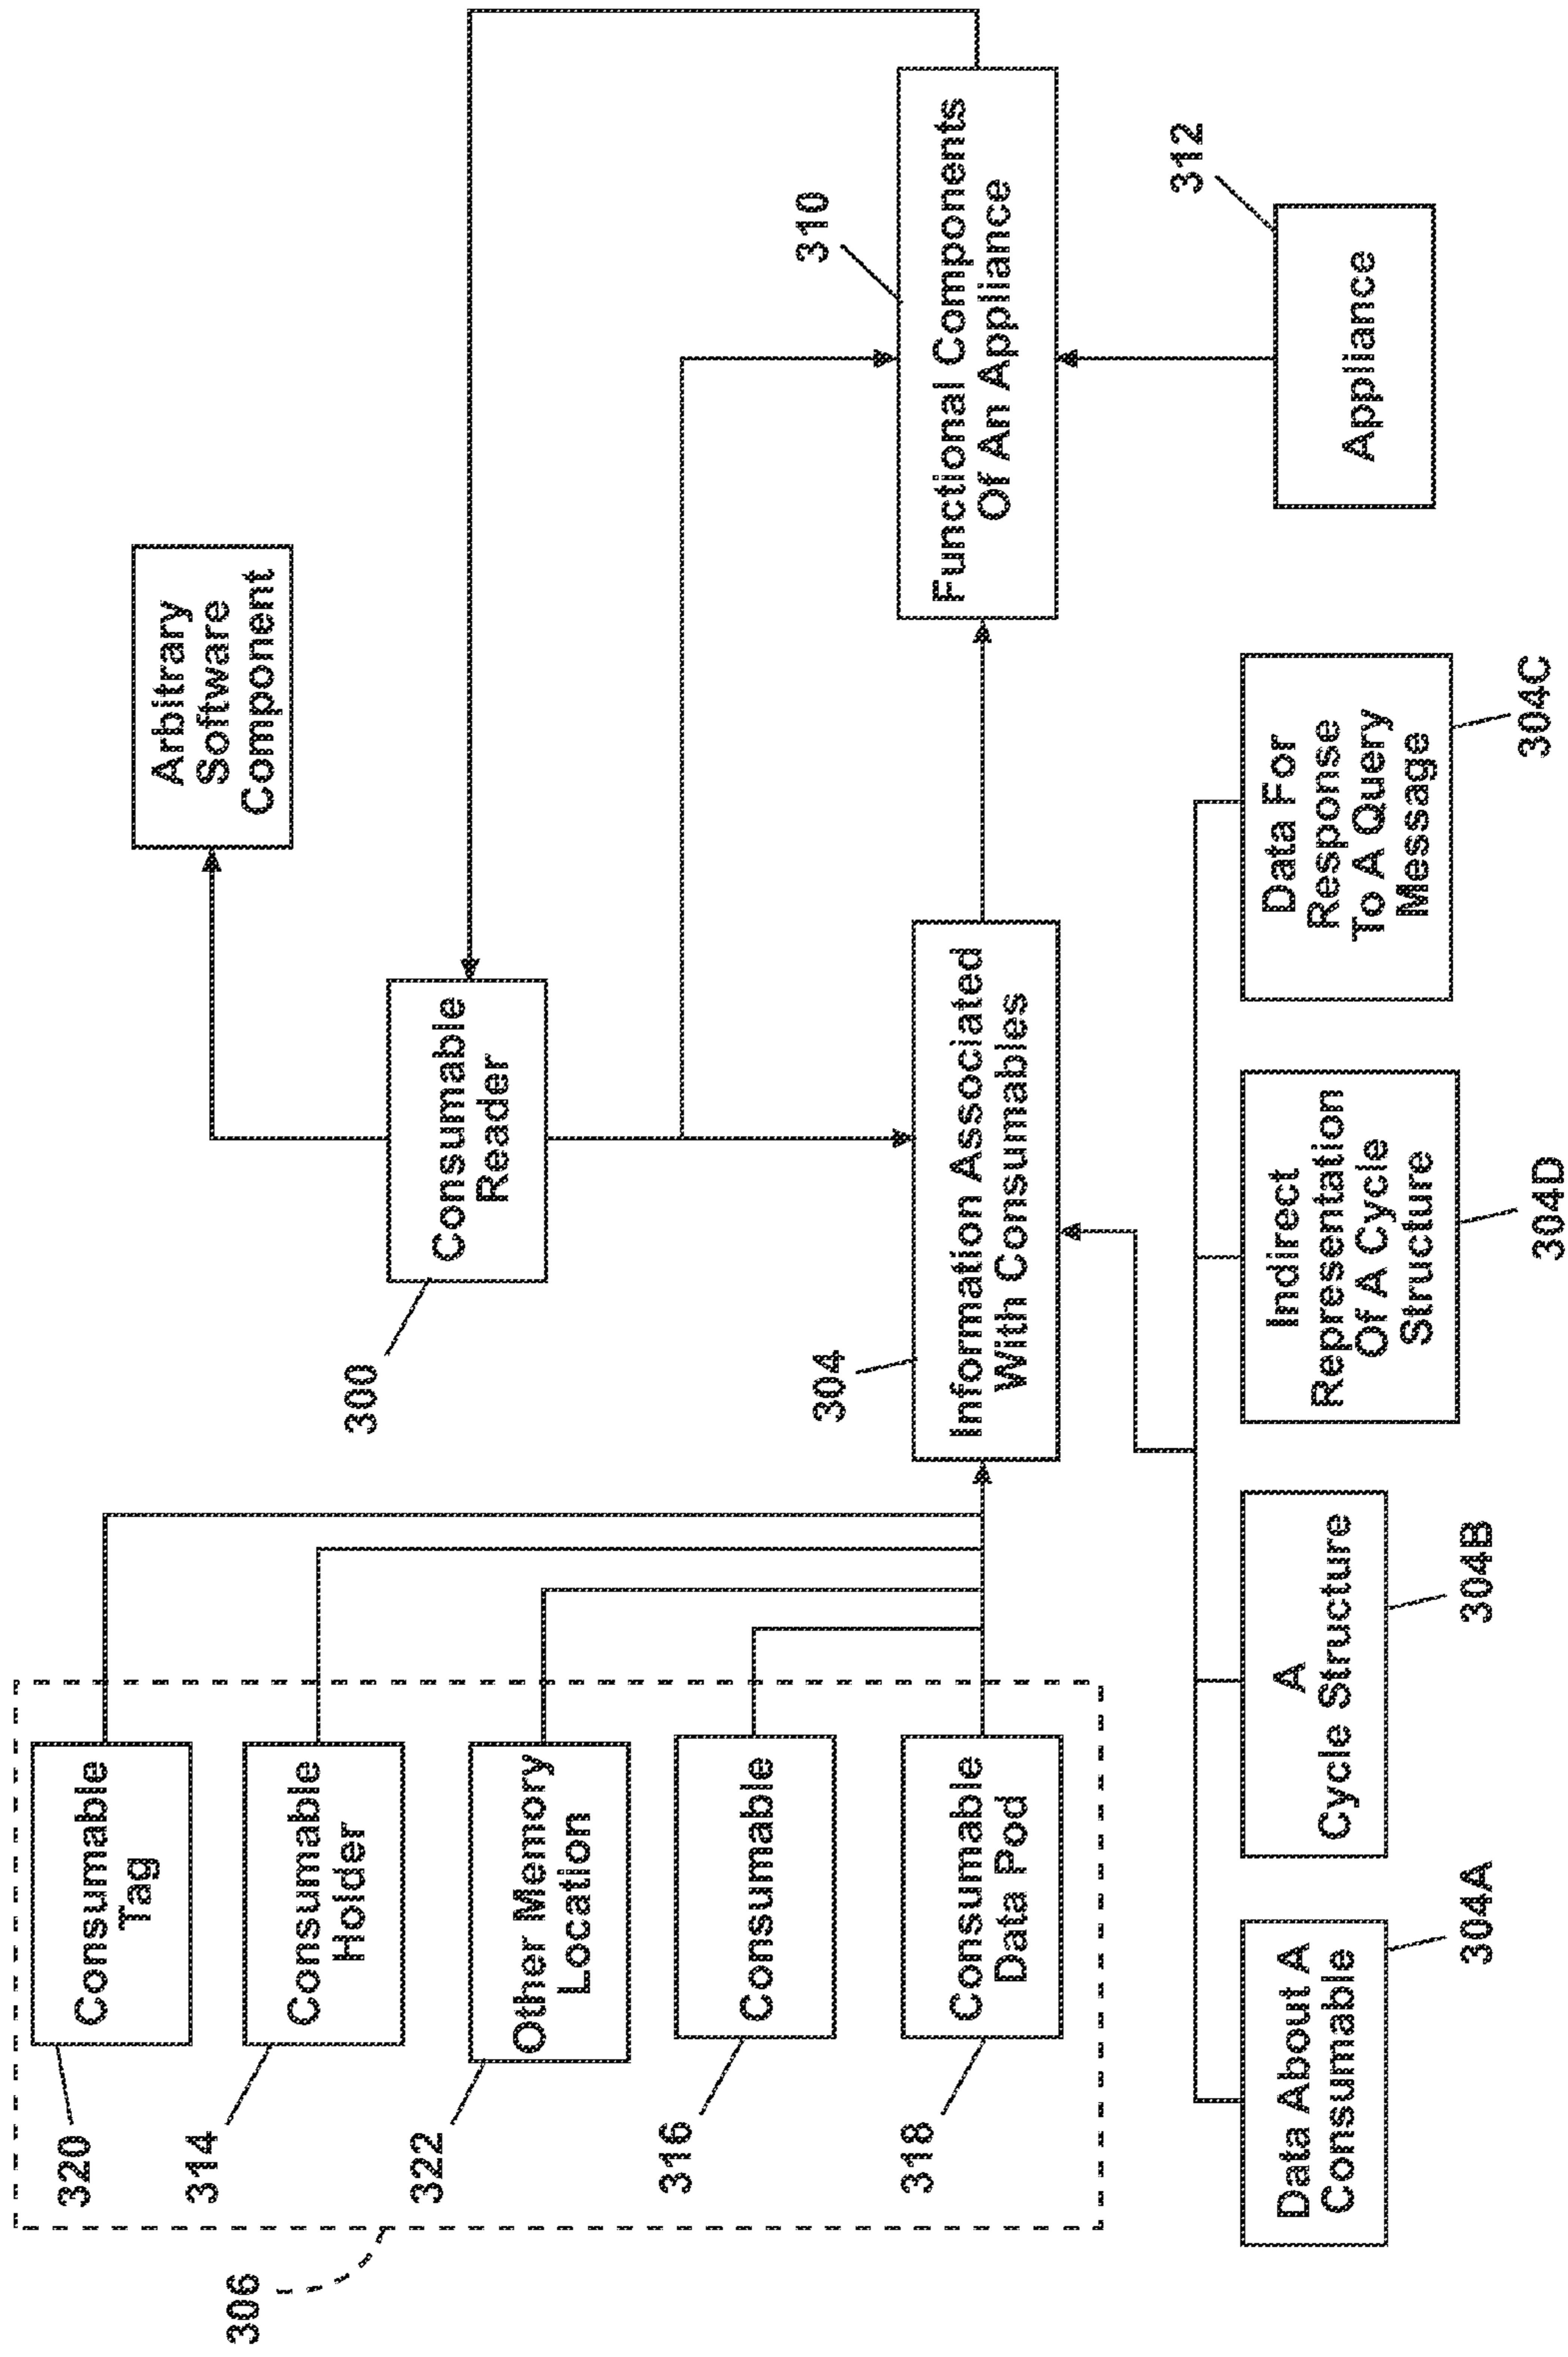 320
Consumable
Tag
314
Consumable
Holder
322
Other Memory
Location
316
Consumable
318
Consumable
Data Pod
306
Arbitrary
Software
Component
300
Consumable
Reader
304
Information Associated
With Consumables
310
Functional Components
Of An Appliance
312
Appliance
Data About A
Consumable
304A
A
Cycle Structure
304B
Indirect
Representation
Of A Cycle
Structure
304D
Data For
Response
To A Query
Message
304C